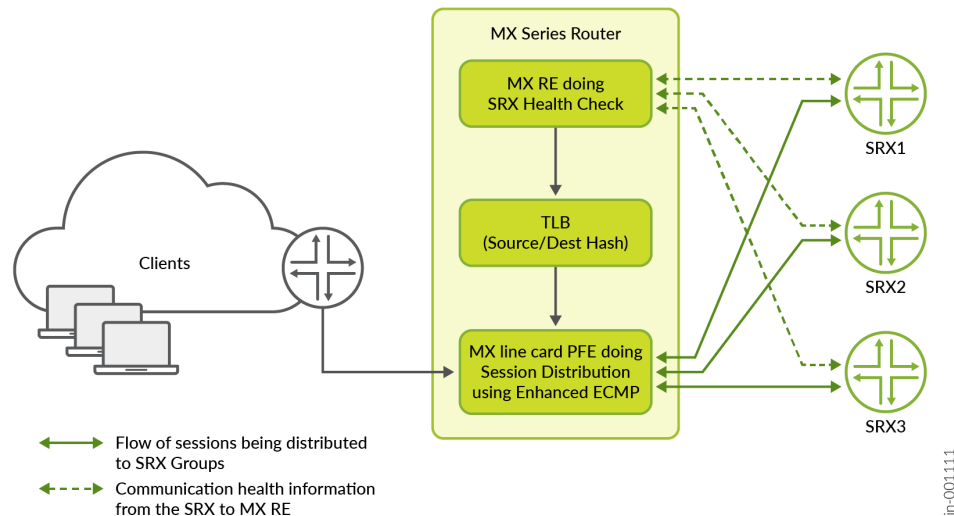 MX Series Router
MX RE doing
SRX Health Check
SRX1
TLB
(Source/Dest Hash)
Clients
SRX2
MX line card PFE doing
Session Distribution
using Enhanced ECMP
SRX3
Flow of sessions being distributed
to SRX Groups
Communication health information
from the SRX to MX RE
jn-001111